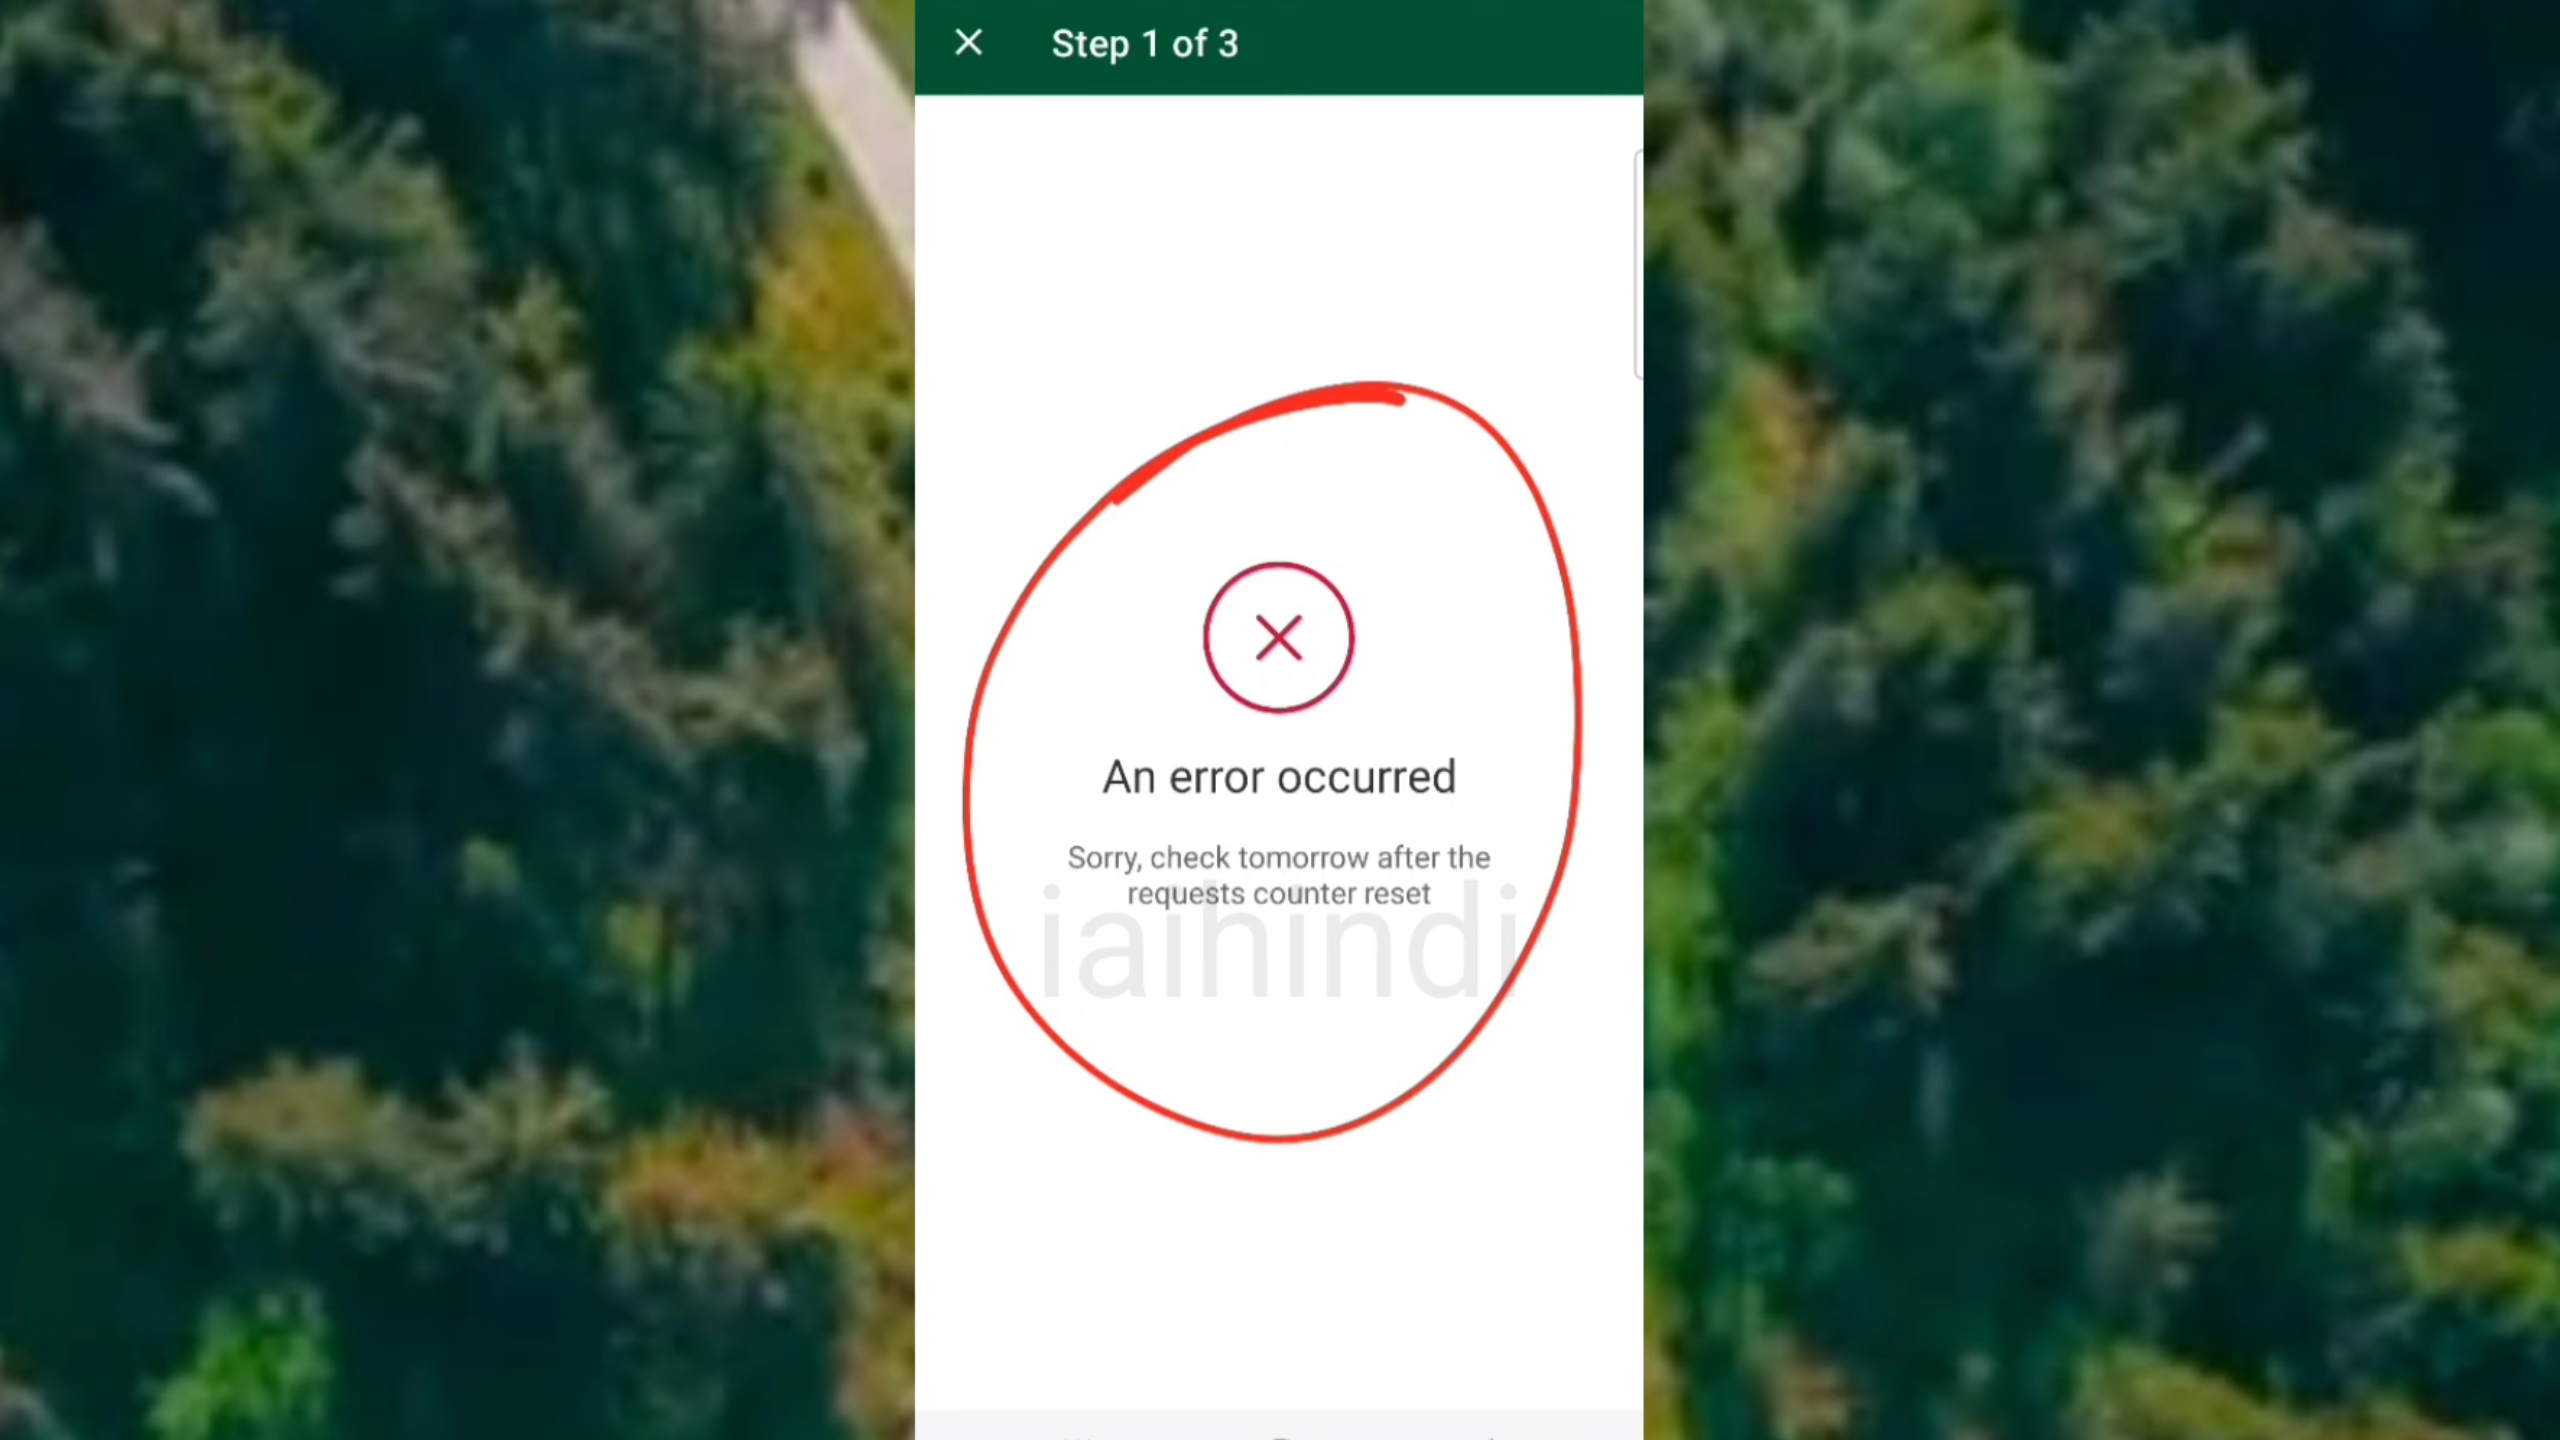 Step 1 of 3
An error occurred
Sorry, check tomorrow after the
requests counter reset
iaihindi